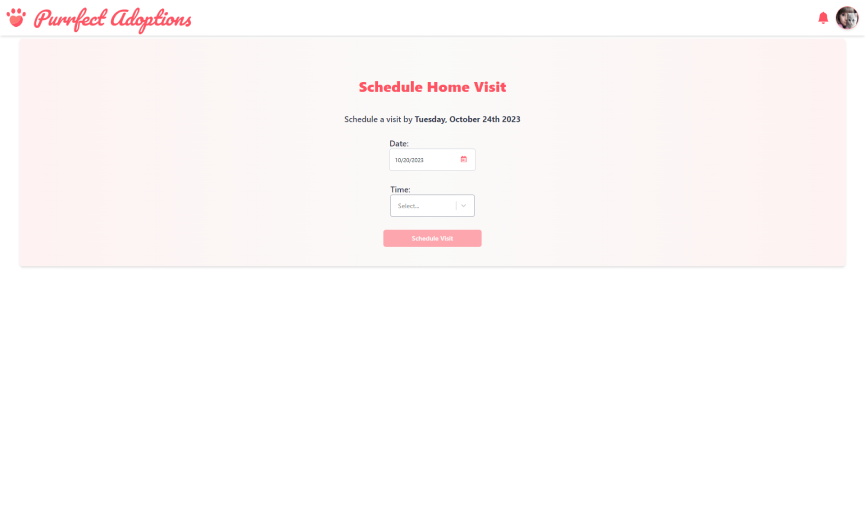 Purrfect Adoptions
Schedule Home Visit
Schedule a visit by Tuesday, October 24th 2023
Date:
10/20/2023
Time:
Select...
Schedule Visit